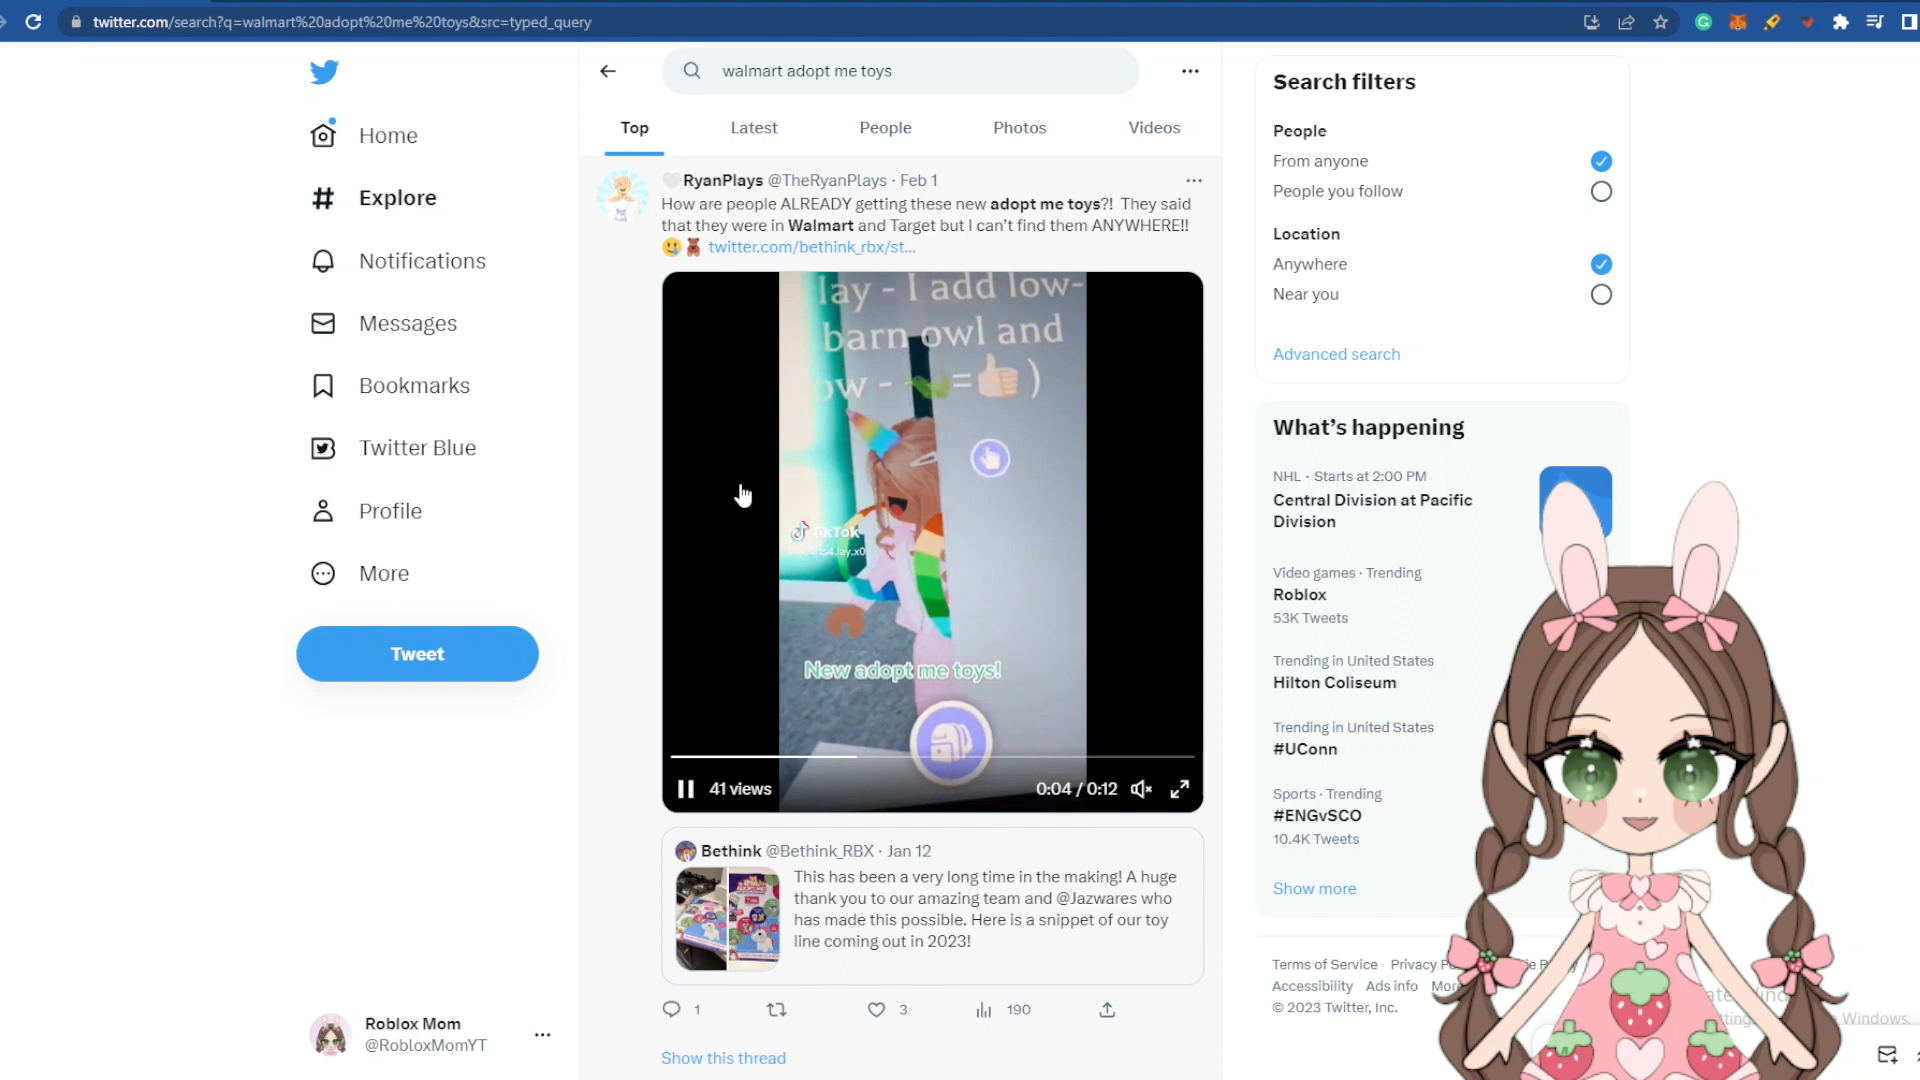 twitter.com/search?q=walmart%20adopt%20me%20toys&src=typed_query
walmart adopt me toys
Top
Latest
People
Photos
Videos
Home
Explore
Notifications
Messages
Bookmarks
Twitter Blue
Profile
More
Tweet
Roblox Mom
@RobloxMomYT
RyanPlays @TheRyanPlays · Feb 1
How are people ALREADY getting these new adopt me toys?! They said
that they were in Walmart and Target but I can't find them ANYWHERE!!
twitter.com/bethink_rbx/st...
lay - I add low-
barn owl and
ow - = )
TikTok
New adopt me toys!
41 views
0:04 / 0:12
Bethink @Bethink_RBX · Jan 12
This has been a very long time in the making! A huge
thank you to our amazing team and @Jazwares who
has made this possible. Here is a snippet of our toy
line coming out in 2023!
1
3
190
Show this thread
Search filters
People
From anyone
People you follow
Location
Anywhere
Near you
Advanced search
What's happening
NHL · Starts at 2:00 PM
Central Division at Pacific
Division
Video games · Trending
Roblox
53K Tweets
Trending in United States
Hilton Coliseum
Trending in United States
#UConn
Sports · Trending
#ENGvSCO
10.4K Tweets
Show more
Terms of Service Privacy
Accessibility Ads info
© 2023 Twitter, Inc.
Windows.